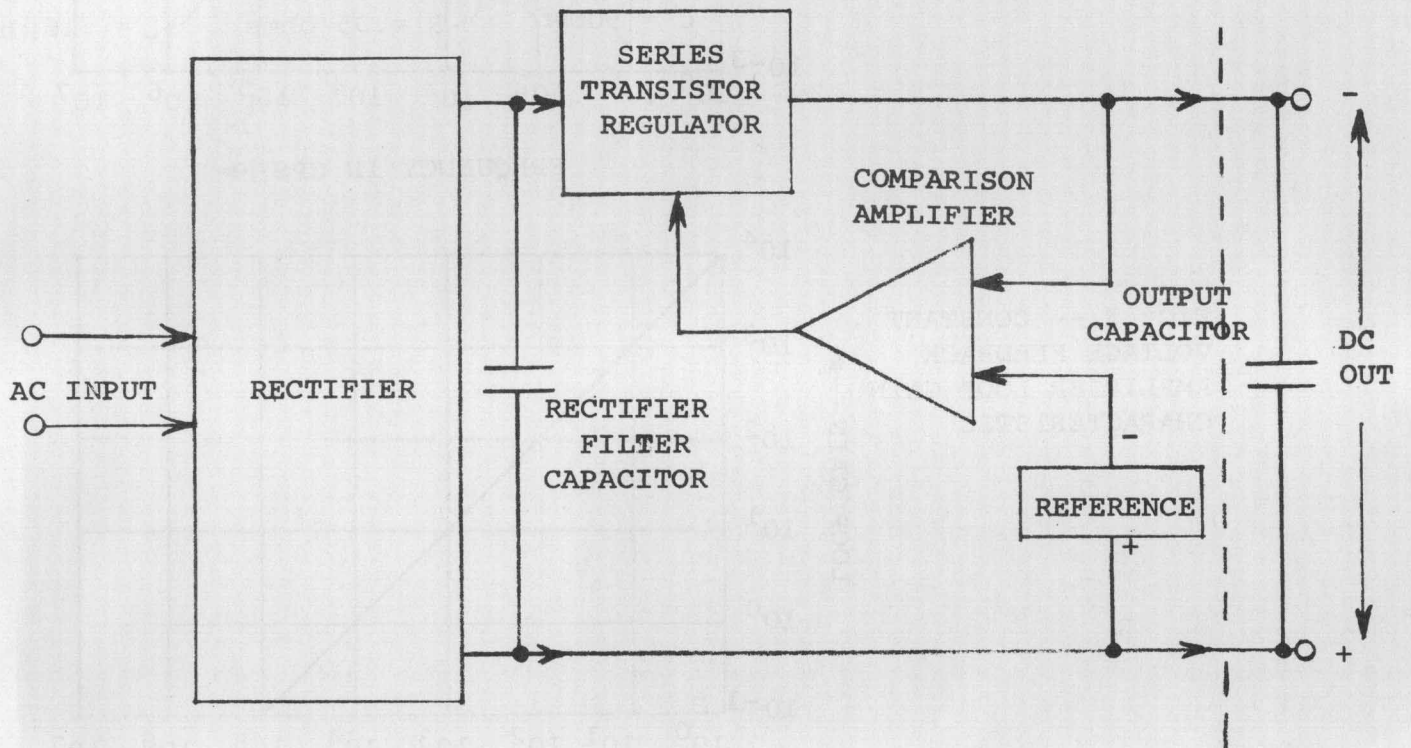 SERIES
TRANSISTOR
REGULATOR
COMPARISON
AMPLIFIER
OUTPUT
CAPACITOR
-
DC
OUT
+
AC INPUT
RECTIFIER
RECTIFIER
FILTER
CAPACITOR
-
REFERENCE
+